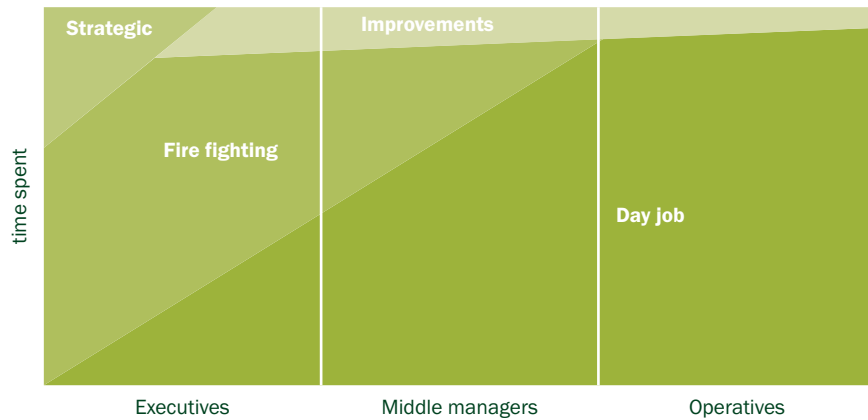 Strategic
Improvements
Fire fighting
Day job
time spent
Executives
Middle managers
Operatives